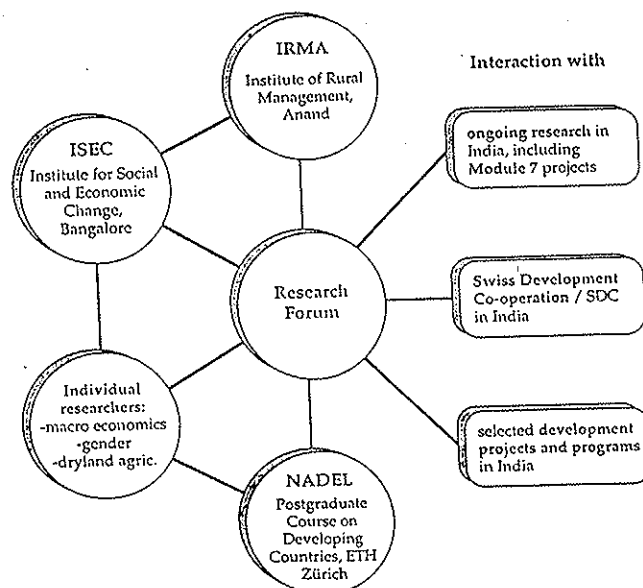 IRMA
Institute of Rural
Management,
Anand
Interaction with
ISEC
Institute for Social
and Economic
Change,
Bangalore
ongoing research in
India, including
Module 7 projects
Research
Forum
Swiss Development
Co-operation / SDC
in India
Individual
researchers:
-macro economics
-gender
-dryland agric.
selected development
projects and programs
in India
NADEL
Postgraduate
Course on
Developing
Countries, ETH
Zürich